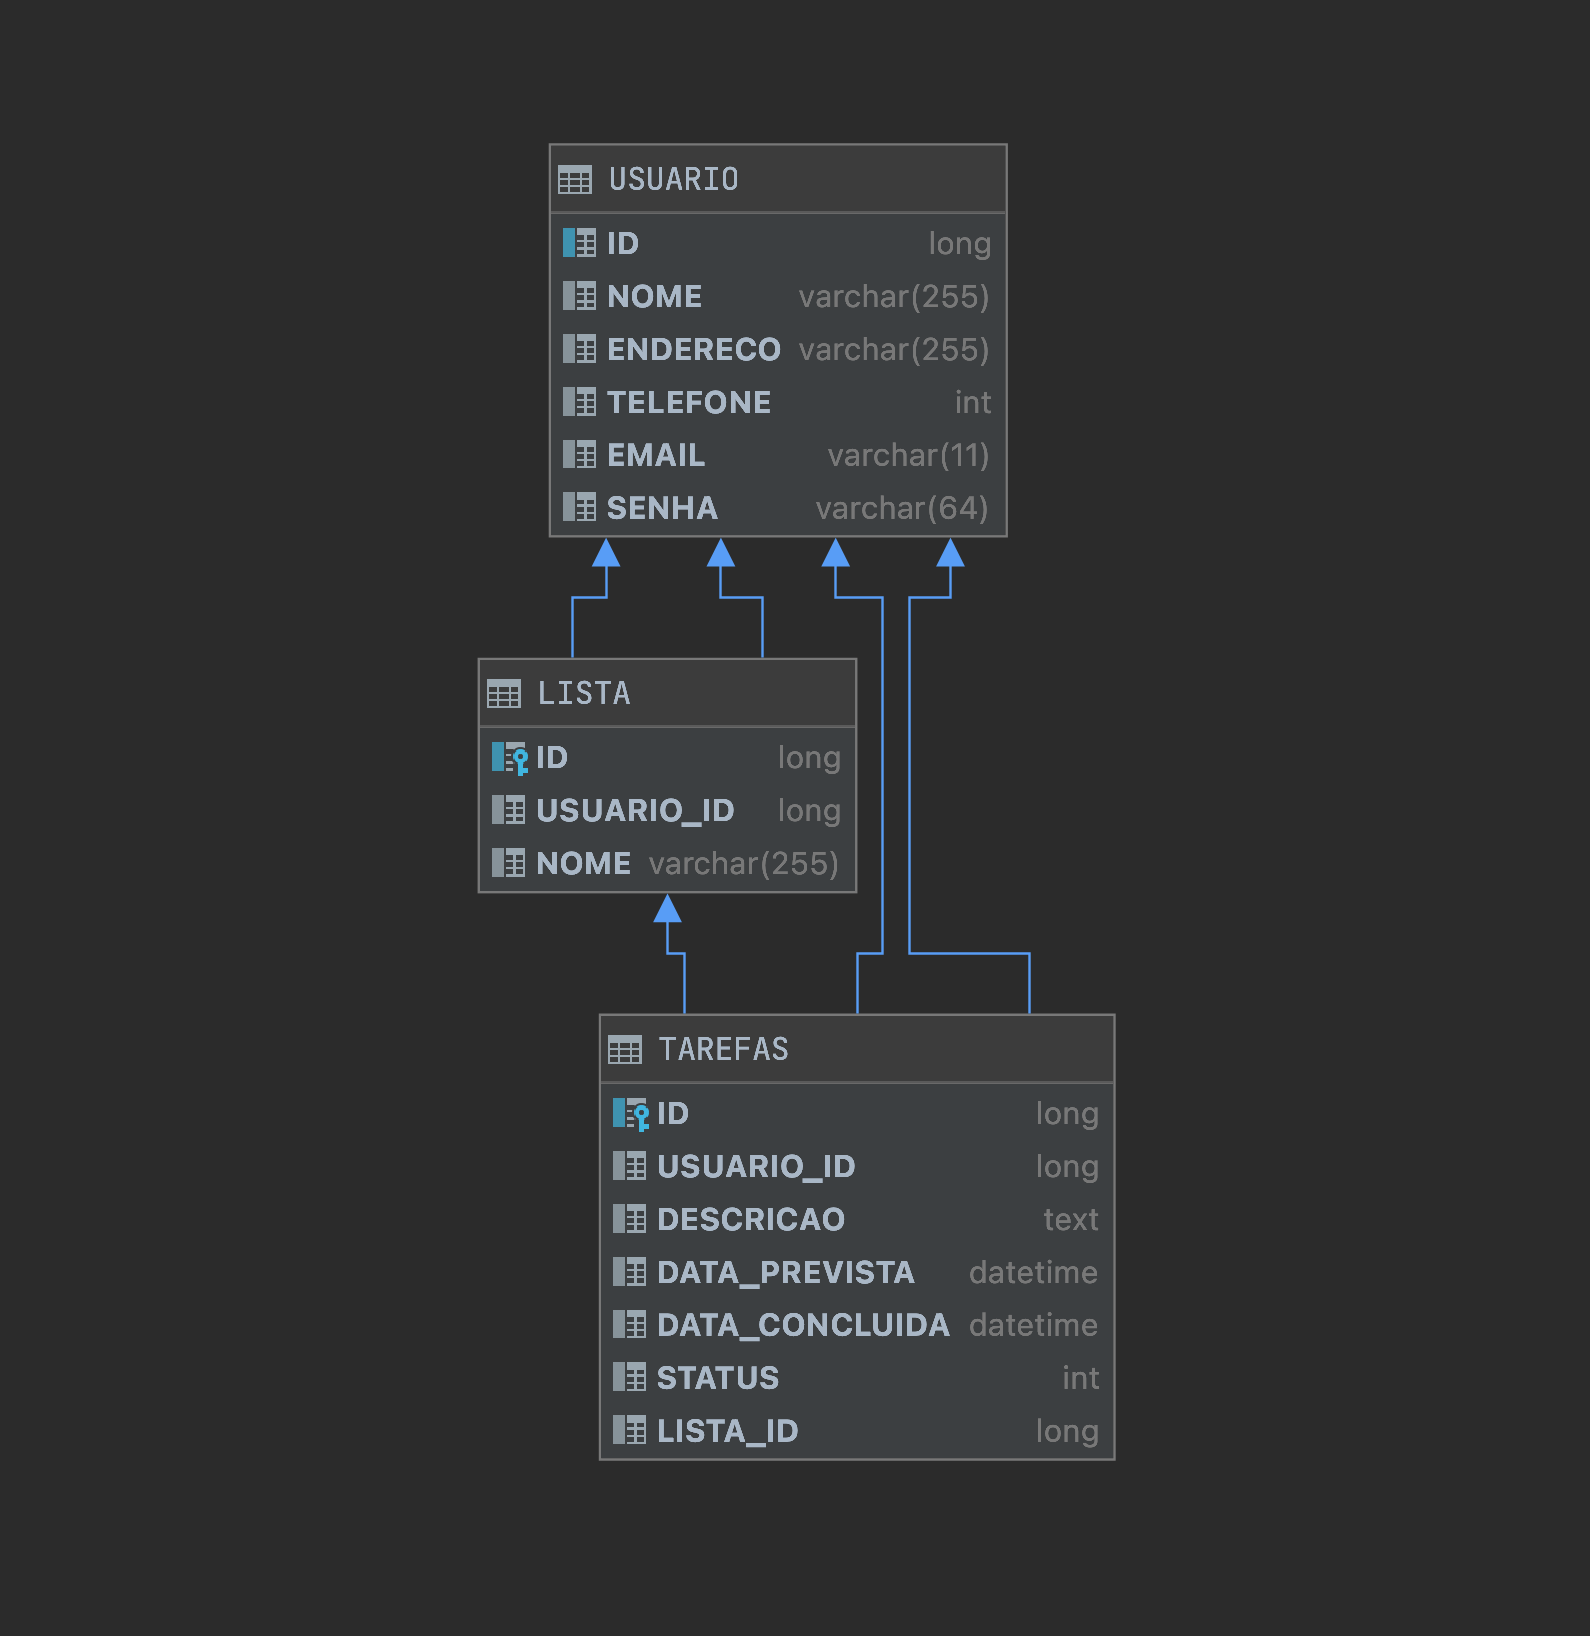 USUARIO
ID long
NOME varchar(255)
ENDERECO varchar(255)
TELEFONE int
EMAIL varchar(11)
SENHA varchar(64)
LISTA
ID long
USUARIO_ID long
NOME varchar(255)
TAREFAS
ID long
USUARIO_ID long
DESCRICAO text
DATA_PREVISTA datetime
DATA_CONCLUIDA datetime
STATUS int
LISTA_ID long